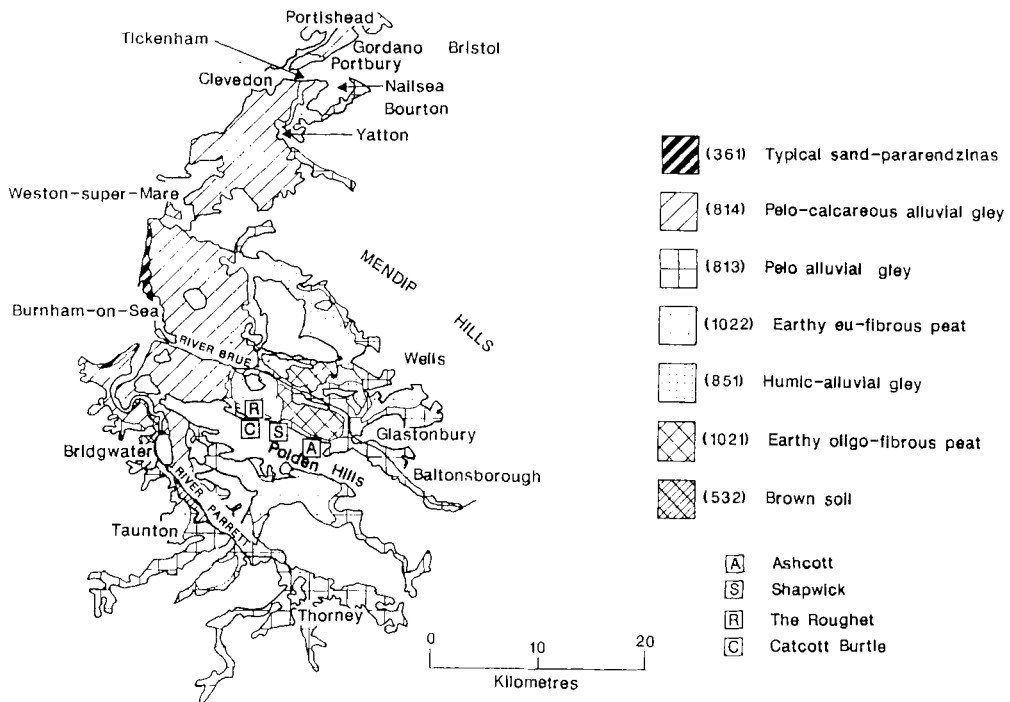 Portishead
Tickenham
Gordano
Bristol
Portbury
Clevedon
Nailsea
Bourton
Yatton
Weston-super-Mare
MENDIP
HILLS
Burnham-on-Sea
RIVER BRUE
Wells
R
C
S
A
Glastonbury
Polden Hills
Bridgwater
Baltonsborough
RIVER PARRETT
Taunton
Thorney
(361) Typical sand-pararendzinas
(814) Pelo-calcareous alluvial gley
(813) Pelo alluvial gley
(1022) Earthy eu-fibrous peat
(851) Humic-alluvial gley
(1021) Earthy oligo-fibrous peat
(532) Brown soil
A Ashcott
S Shapwick
R The Roughet
C Catcott Burtle
0 10 20
Kilometres